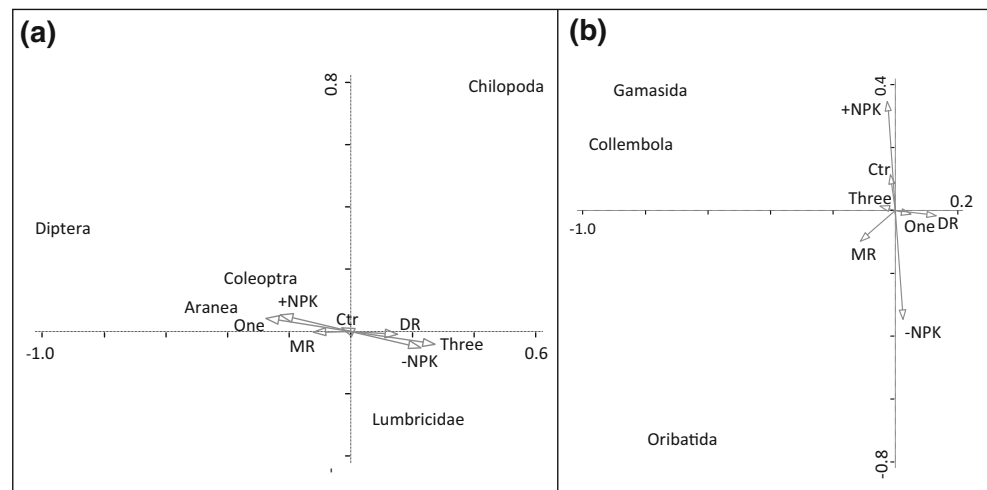 (a)
0.8
Chilopoda
Diptera
Coleoptra
Aranea
+NPK
One
Ctr
MR
DR
Three
-NPK
-1.0
0.6
Lumbricidae
-
(b)
0.4
Gamasida
+NPK
Collembola
Ctr
Three
0.2
-1.0
One
DR
MR
-NPK
Oribatida
-0.8